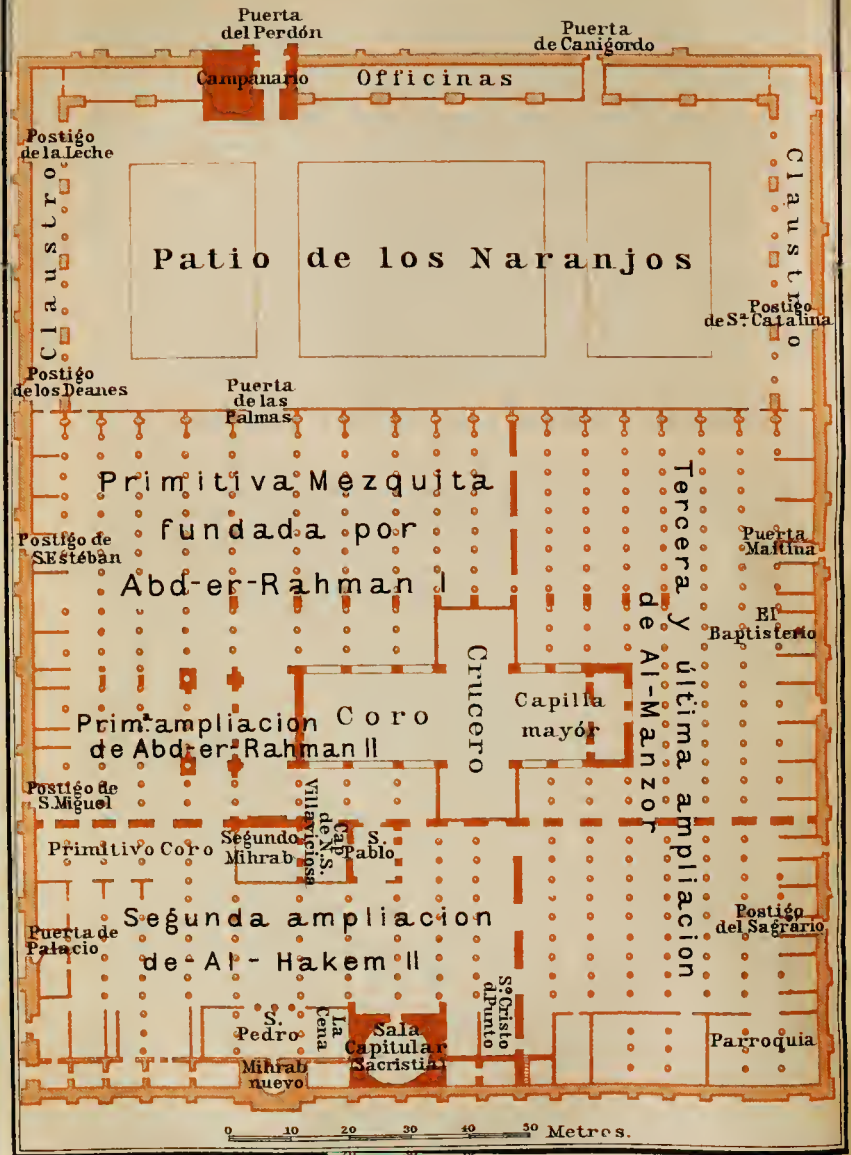 Puerta
del Perdón
Puerta
de Canigordo
Campanario
Officinas
Postigo
de la Leche
Claustro
Claustro
Patio de los Naranjos
Postigo
de Sta. Catalina
Postigo
de los Deanes
Puerta
de las
Palmas
Primitiva Mezquita
fundada por
Abd-er-Rahman I
Tercera y última ampliacion
de Al-Manzor
Postigo de
S.Estéban
Puerta
Maltina
El
Baptisterio
Crucero
Coro
Capilla
mayór
Prim.ª ampliacion
de Abd-er-Rahman II
Postigo de
S.Miguel
Primitivo Coro
Segundo
Mihrab
Cap.
de N.S.
Villaviciosa
S.
Pablo
Segunda ampliacion
de Al-Hakem II
Puerta de
Palacio
Postigo
del Sagrario
S.
Pedro
La
Cena
Sala
Capitular
(Sacristia)
So. Cristo
d. Punto
Parroquia
Mihrab
nuevo
0 10 20 30 40 50 Metros.